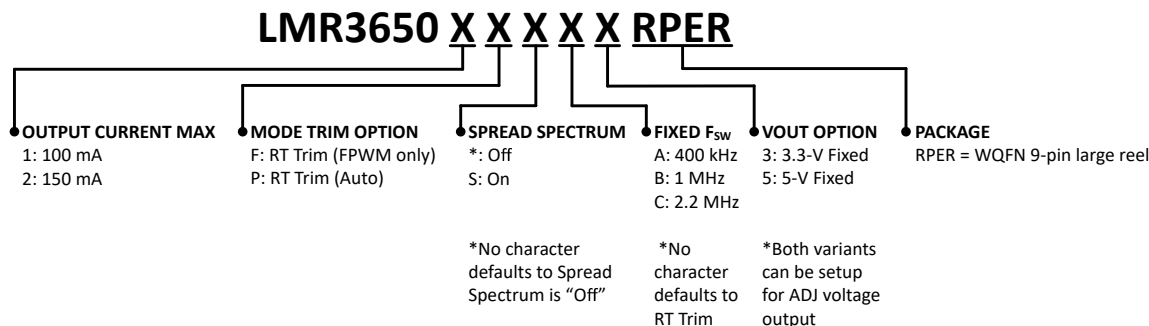 LMR3650 X X X X X RPER
OUTPUT CURRENT MAX
1: 100 mA
2: 150 mA
MODE TRIM OPTION
F: RT Trim (FPWM only)
P: RT Trim (Auto)
SPREAD SPECTRUM
*: Off
S: On
*No character
defaults to Spread
Spectrum is “Off”
FIXED FSW
A: 400 kHz
B: 1 MHz
C: 2.2 MHz
*No
character
defaults to
RT Trim
VOUT OPTION
3: 3.3-V Fixed
5: 5-V Fixed
*Both variants
can be setup
for ADJ voltage
output
PACKAGE
RPER = WQFN 9-pin large reel